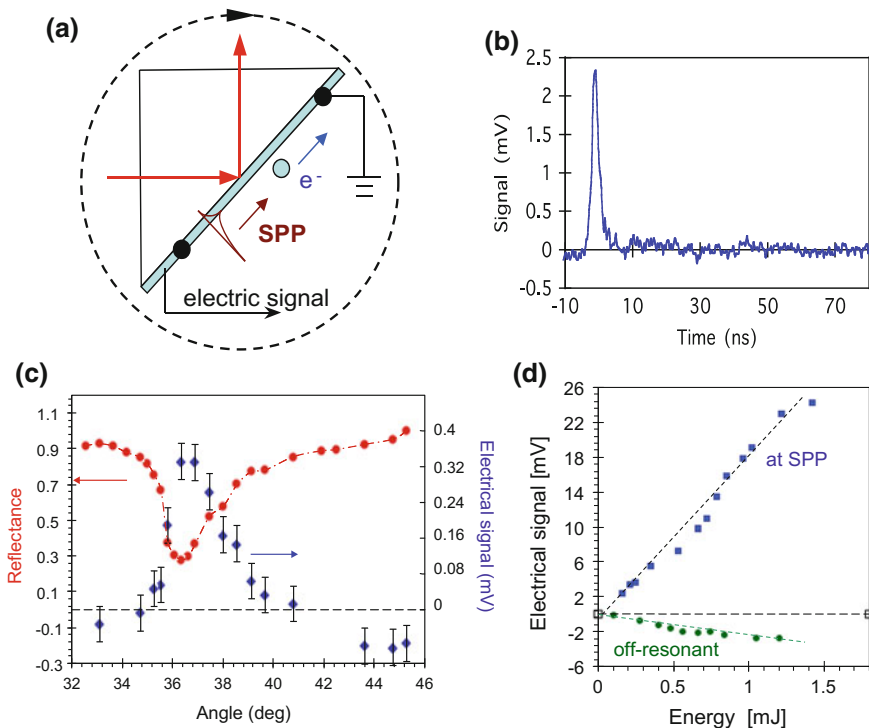 (a)
e-
SPP
electric signal
(b)
2.5
2
1.5
1
0.5
0
-0.5
Signal (mV)
-10 10 30 50 70
Time (ns)
(c)
1.1
0.9
0.7
0.5
0.3
0.1
-0.1
-0.3
Reflectance
0.4
0.32
0.24
0.16
0.08
0
Electrical signal (mV)
32 34 36 38 40 42 44 46
Angle (deg)
(d)
26
22
18
14
10
6
2
-2
-6
Electrical signal [mV]
at SPP
off-resonant
0 0.5 1 1.5
Energy [mJ]